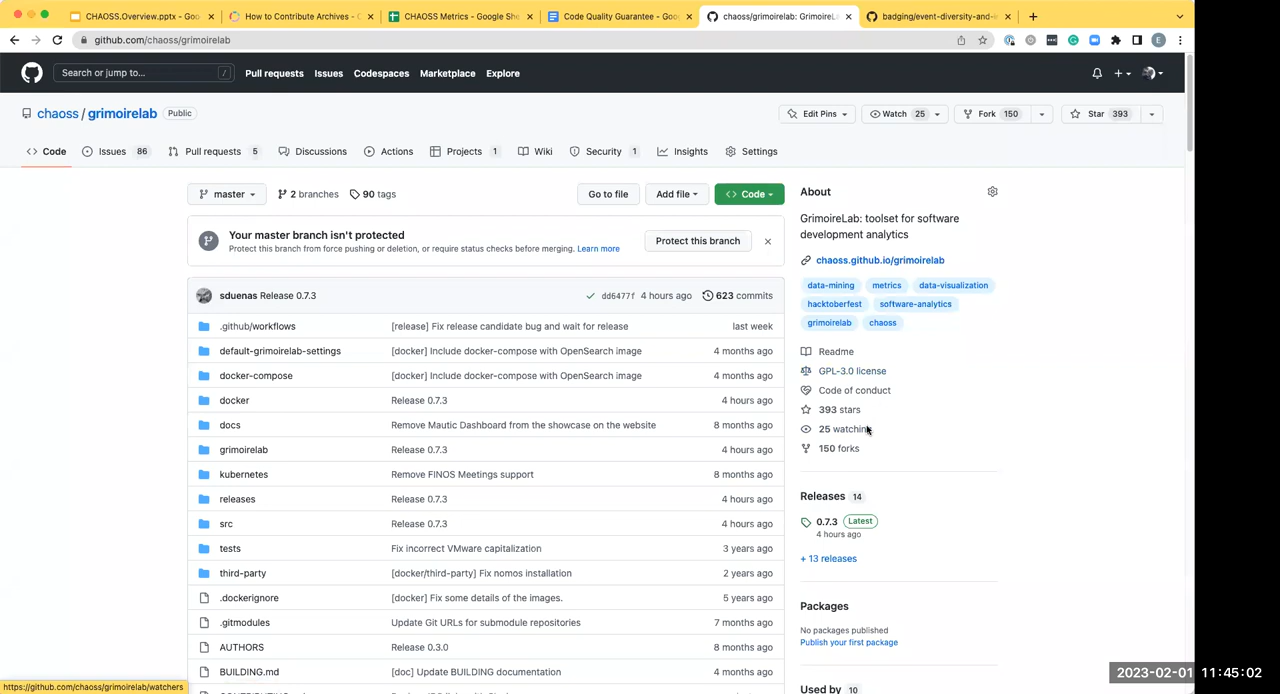 CHAOSS.Overview.pptx -
How to Contribute Archives - C
CHAOSS Metrics - Google She
Code Quality Guarantee - Goo
chaoss/grimoirelab: GrimoireLa
badging/event-diversity-and-i
github.com/chaoss/grimoirelab
E
Search or jump to...
/
Pull requests
Issues
Codespaces
Marketplace
Explore
chaoss / grimoirelab
Public
Edit Pins
Watch 25
Fork 150
Star 393
Code
Issues 86
Pull requests 5
Discussions
Actions
Projects 1
Wiki
Security 1
Insights
Settings
master
2 branches
90 tags
Go to file
Add file
Code
Your master branch isn't protected
Protect this branch from force pushing or deletion, or require status checks before merging. Learn more
Protect this branch
sduenas Release 0.7.3
dd6477f 4 hours ago
623 commits
.github/workflows [release] Fix release candidate bug and wait for release last week
default-grimoirelab-settings [docker] Include docker-compose with OpenSearch image 4 months ago
docker-compose [docker] Include docker-compose with OpenSearch image 4 months ago
docker Release 0.7.3 4 hours ago
docs Remove Mautic Dashboard from the showcase on the website 8 months ago
grimoirelab Release 0.7.3 4 hours ago
kubernetes Remove FINOS Meetings support 8 months ago
releases Release 0.7.3 4 hours ago
src Release 0.7.3 4 hours ago
tests Fix incorrect VMware capitalization 3 years ago
third-party [docker/third-party] Fix nomos installation 2 years ago
.dockerignore [docker] Fix some details of the images. 5 years ago
.gitmodules Update Git URLs for submodule repositories 7 months ago
AUTHORS Release 0.3.0 8 months ago
BUILDING.md [doc] Update BUILDING documentation 8 months ago
About
GrimoireLab: toolset for software
development analytics
chaoss.github.io/grimoirelab
data-mining metrics data-visualization
hacktoberfest software-analytics
grimoirelab chaoss
Readme
GPL-3.0 license
Code of conduct
393 stars
25 watching
150 forks
Releases 14
0.7.3 Latest
4 hours ago
+ 13 releases
Packages
No packages published
Publish your first package
Used by 10
https://github.com/chaoss/grimoirelab/watchers
2023-02-01 11:45:02